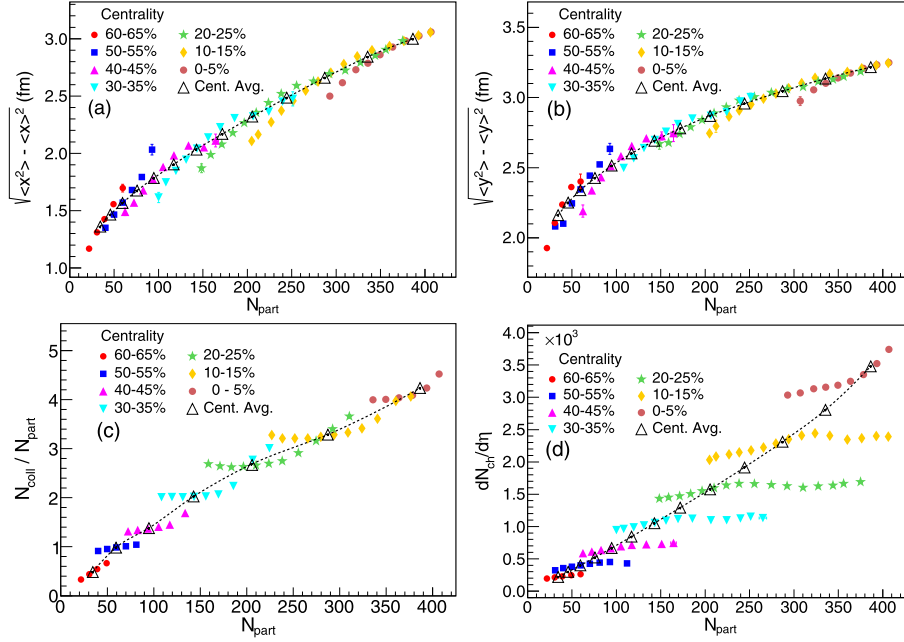 √<x²> - <x>² (fm)
3.0
2.5
2.0
1.5
1.0
(a)
Centrality
60-65%
50-55%
40-45%
30-35%
20-25%
10-15%
0-5%
Cent. Avg.
0 50 100 150 200 250 300 350 400
N_part
√<y²> - <y>² (fm)
3.5
3.0
2.5
2.0
(b)
Centrality
60-65%
50-55%
40-45%
30-35%
20-25%
10-15%
0-5%
Cent. Avg.
0 50 100 150 200 250 300 350 400
N_part
N_coll / N_part
5
4
3
2
1
0
(c)
Centrality
60-65%
50-55%
40-45%
30-35%
20-25%
10-15%
0 - 5%
Cent. Avg.
0 50 100 150 200 250 300 350 400
N_part
dN_ch/dη
×10³
4.0
3.5
3.0
2.5
2.0
1.5
1.0
0.5
0.0
(d)
Centrality
60-65%
50-55%
40-45%
30-35%
20-25%
10-15%
0-5%
Cent. Avg.
0 50 100 150 200 250 300 350 400
N_part